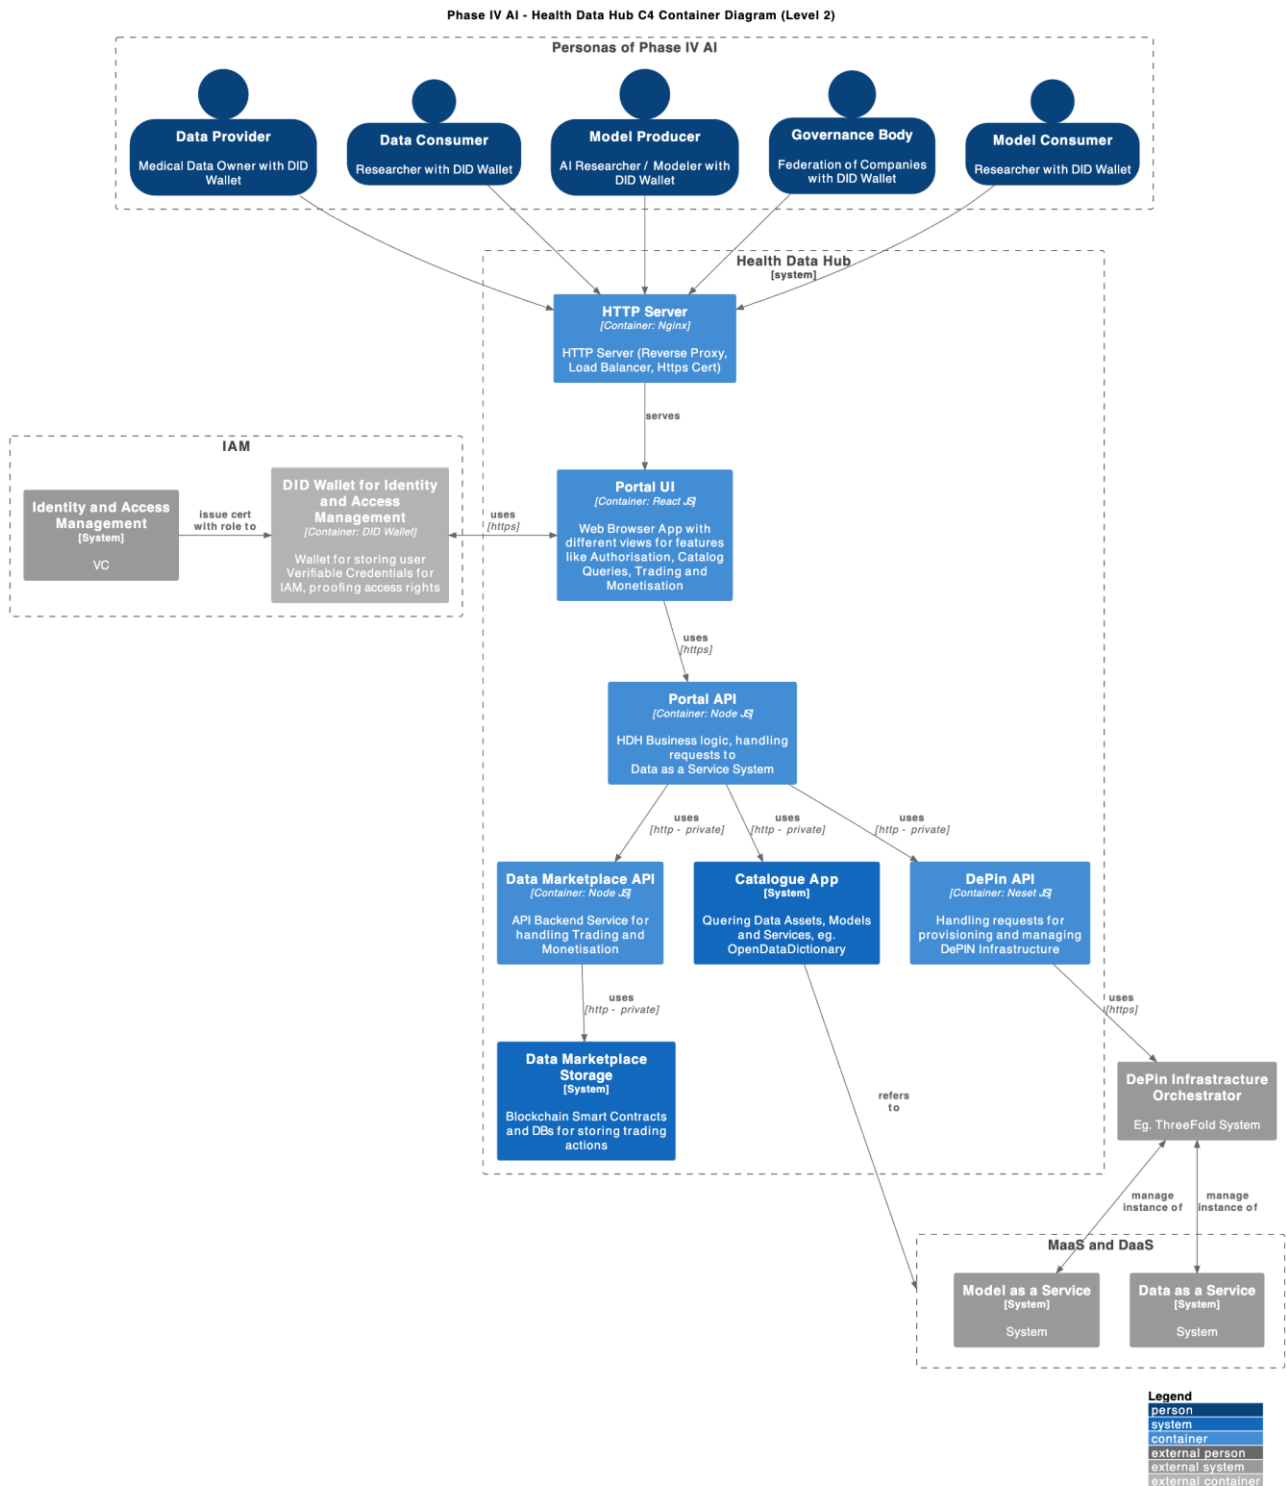 Phase IV AI - Health Data Hub C4 Container Diagram (Level 2)
Personas of Phase IV AI
Data Provider
Medical Data Owner with DID
Wallet
Data Consumer
Researcher with DID Wallet
Model Producer
AI Researcher / Modeler with
DID Wallet
Governance Body
Federation of Companies
with DID Wallet
Model Consumer
Researcher with DID Wallet
Health Data Hub
[system]
HTTP Server
[Container: Nginx]
HTTP Server (Reverse Proxy,
Load Balancer, Https Cert)
serves
IAM
Identity and Access
Management
[System]
VC
issue cert
with role to
DID Wallet for Identity
and Access
Management
[Container: DID Wallet]
Wallet for storing user
Verifiable Credentials for
IAM, proofing access rights
uses
[https]
Portal UI
[Container: React JS]
Web Browser App with
different views for features
like Authorisation, Catalog
Queries, Trading and
Monetisation
uses
[https]
Portal API
[Container: Node JS]
HDH Business logic, handling
requests to
Data as a Service System
uses
[http - private]
uses
[http - private]
uses
[http - private]
Data Marketplace API
[Container: Node JS]
API Backend Service for
handling Trading and
Monetisation
Catalogue App
[System]
Quering Data Assets, Models
and Services, eg.
OpenDataDictionary
DePin API
[Container: Neset JS]
Handling requests for
provisioning and managing
DePIN Infrastructure
uses
[http - private]
uses
[https]
Data Marketplace
Storage
[System]
Blockchain Smart Contracts
and DBs for storing trading
actions
refers
to
DePin Infrastracture
Orchestrator
Eg. ThreeFold System
manage
instance of
manage
instance of
MaaS and DaaS
Model as a Service
[System]
System
Data as a Service
[System]
System
Legend
person
system
container
external person
external system
external container